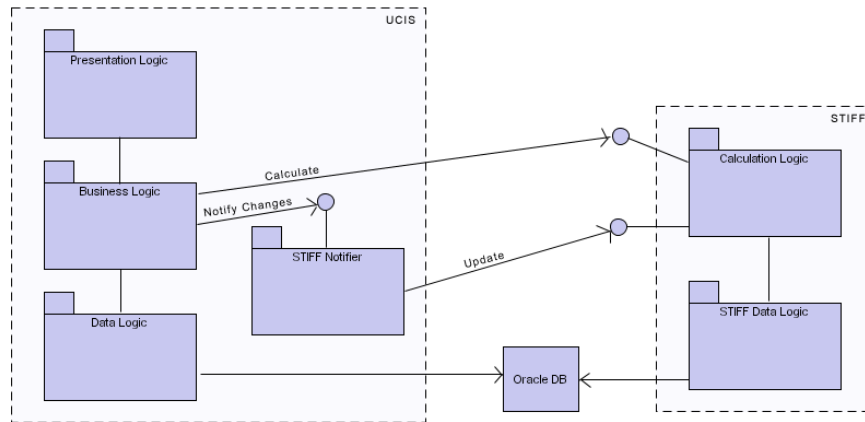 UCIS
Presentation Logic
STIFF
Calculation Logic
Calculate
Business Logic
Notify Changes
STIFF Notifier
Update
Data Logic
STIFF Data Logic
Oracle DB